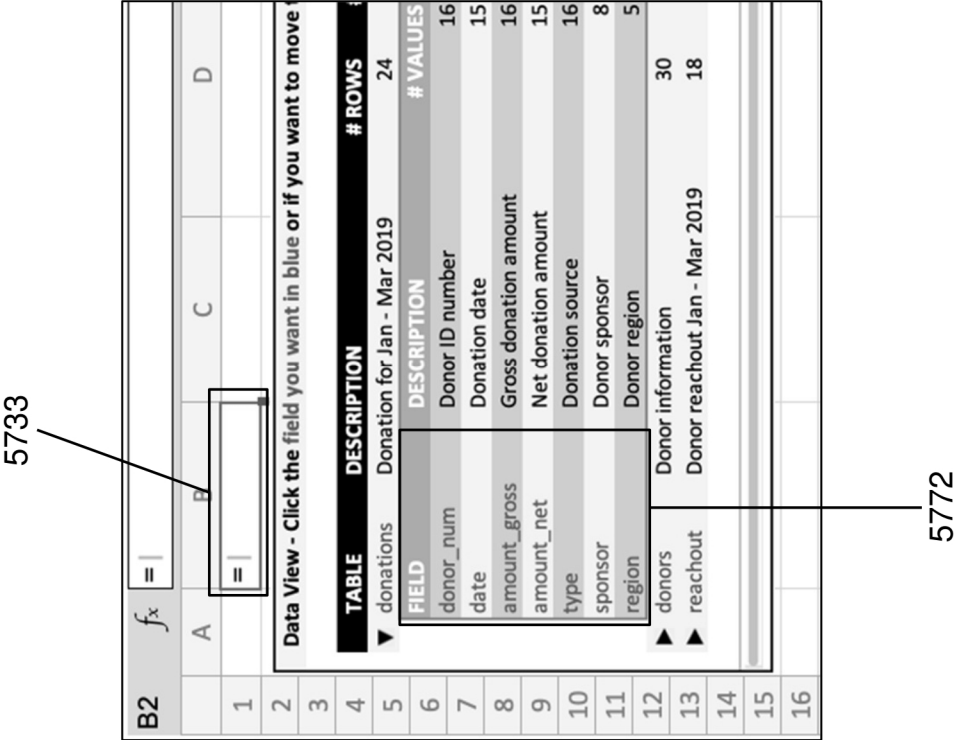 5733
B2 fx =|
A B C D
1 =|
2 Data View - Click the field you want in blue or if you want to move
3
4 TABLE DESCRIPTION # ROWS
5 ▼ donations Donation for Jan - Mar 2019 24
6 FIELD DESCRIPTION # VALUES
7 donor_num Donor ID number 16
8 date Donation date 15
9 amount_gross Gross donation amount 16
10 amount_net Net donation amount 15
11 type Donation source 16
12 sponsor Donor sponsor 8
13 region Donor region 5
14 ▶ donors Donor information 30
15 ▶ reachout Donor reachout Jan - Mar 2019 18
16
5772